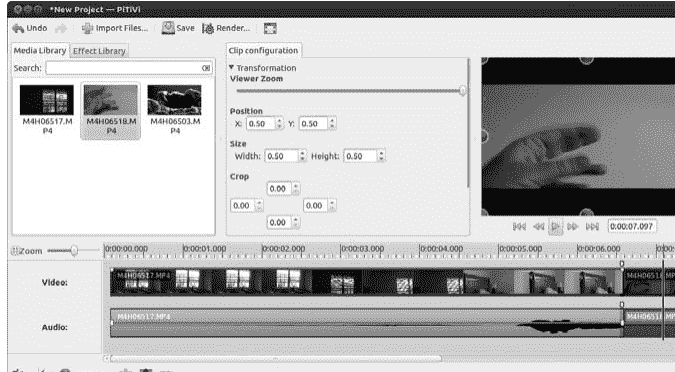 *New Project — PiTiVi
Undo Import Files... Save Render...
Media Library Effect Library
Search:
M4H06517.M
P4
M4H06518.M
P4
M4H06503.M
P4
Clip configuration
Transformation
Viewer Zoom
Position
X: 0.50 Y: 0.50
Size
Width: 0.50 Height: 0.50
Crop
0.00
0.00 0.00
0.00
0:00:07.097
Zoom 0:00:00.000 0:00:01.000 0:00:02.000 0:00:03.000 0:00:04.000 0:00:05.000 0:00:06.000
Video:
M4H06517.MP4
Audio:
M4H06517.MP4